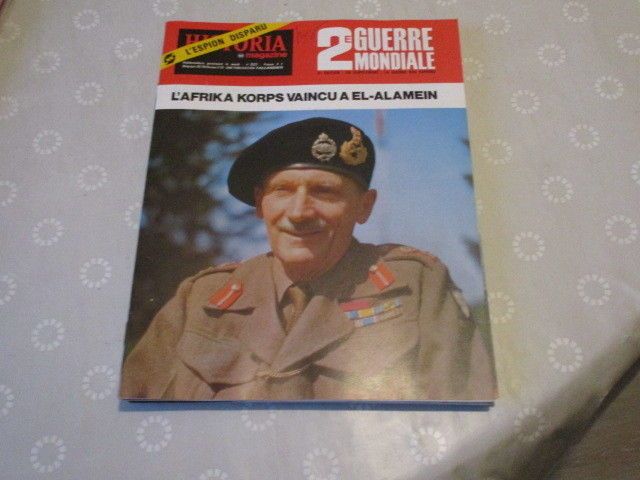 L'ESPION DISPARU
HISTORIA
magazine
2E GUERRE
MONDIALE
L'AFRIKA KORPS VAINCU A EL-ALAMEIN